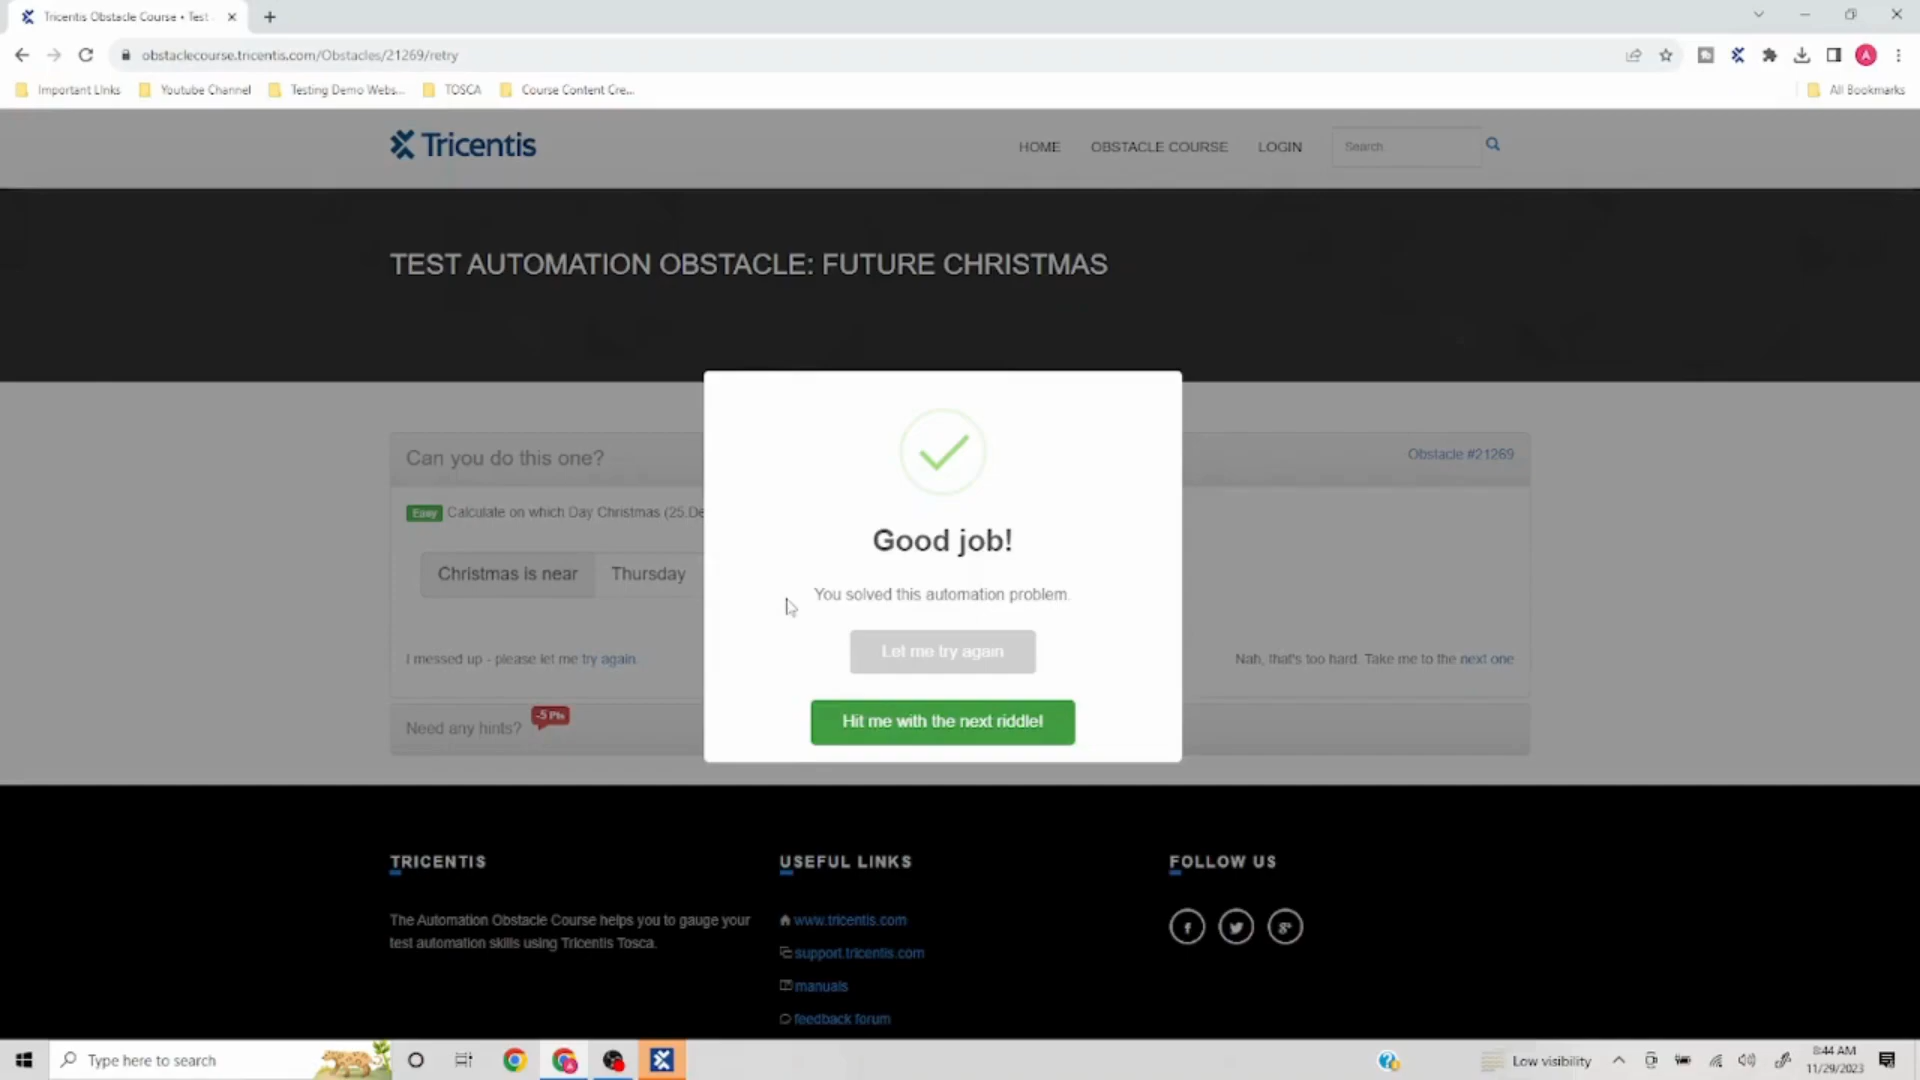 Tricentis Obstacle Course • Test
obstaclecourse.tricentis.com/Obstacles/21269/retry
A
Important Links
Youtube Channel
Testing Demo Webs...
TOSCA
Course Content Cre...
All Bookmarks
Tricentis
HOME
OBSTACLE COURSE
LOGIN
Search
TEST AUTOMATION OBSTACLE: FUTURE CHRISTMAS
Can you do this one?
Obstacle #21269
Easy Calculate on which Day Christmas (25.De
Christmas is near
Thursday
Good job!
You solved this automation problem.
Let me try again
Hit me with the next riddle!
I messed up - please let me try again.
Nah, that's too hard. Take me to the next one
Need any hints?
-5 Pts
TRICENTIS
USEFUL LINKS
FOLLOW US
The Automation Obstacle Course helps you to gauge your
test automation skills using Tricentis Tosca.
www.tricentis.com
support.tricentis.com
manuals
feedback forum
Type here to search
Low visibility
8:44 AM
11/29/2023